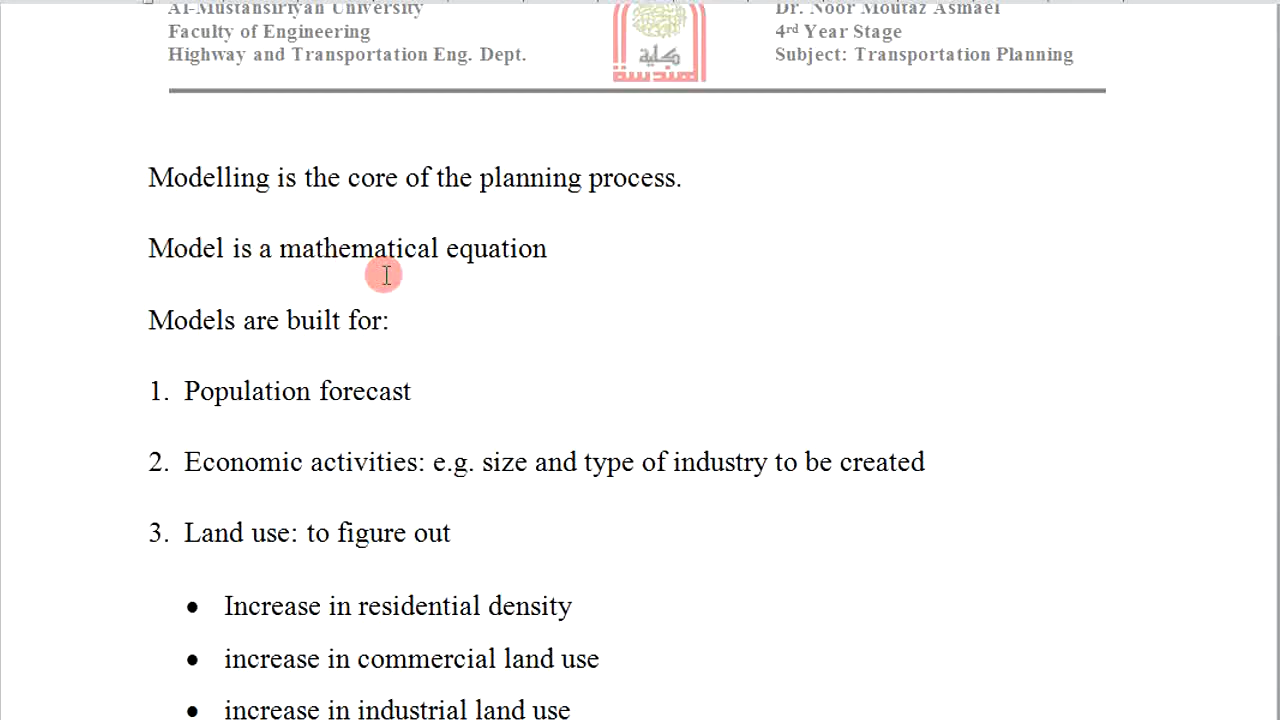 Al-Mustansiriyah University
Dr. Noor Moutaz Asmael
Faculty of Engineering
4rd Year Stage
Highway and Transportation Eng. Dept.
Subject: Transportation Planning
كلية
الهندسة
Modelling is the core of the planning process.
Model is a mathematical equation
Models are built for:
1. Population forecast
2. Economic activities: e.g. size and type of industry to be created
3. Land use: to figure out
• Increase in residential density
• increase in commercial land use
• increase in industrial land use